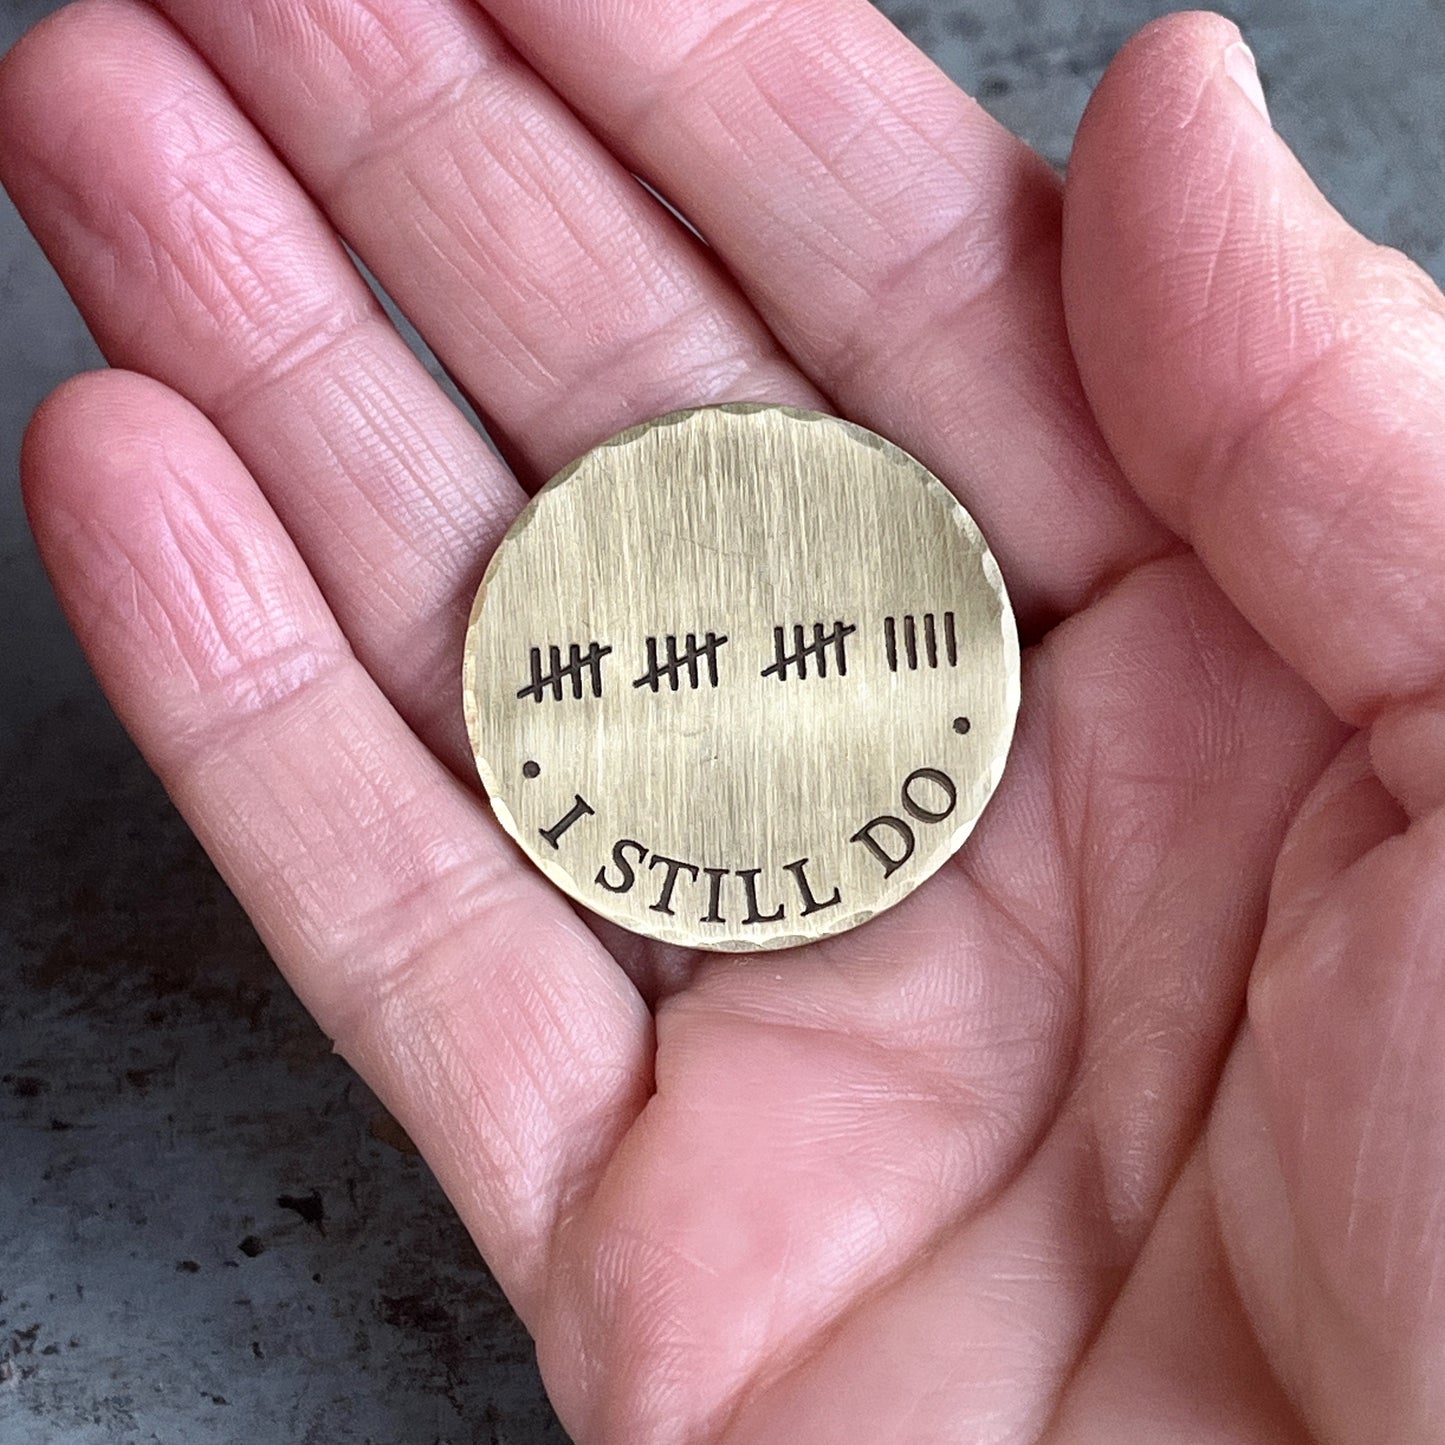 • I STILL DO •